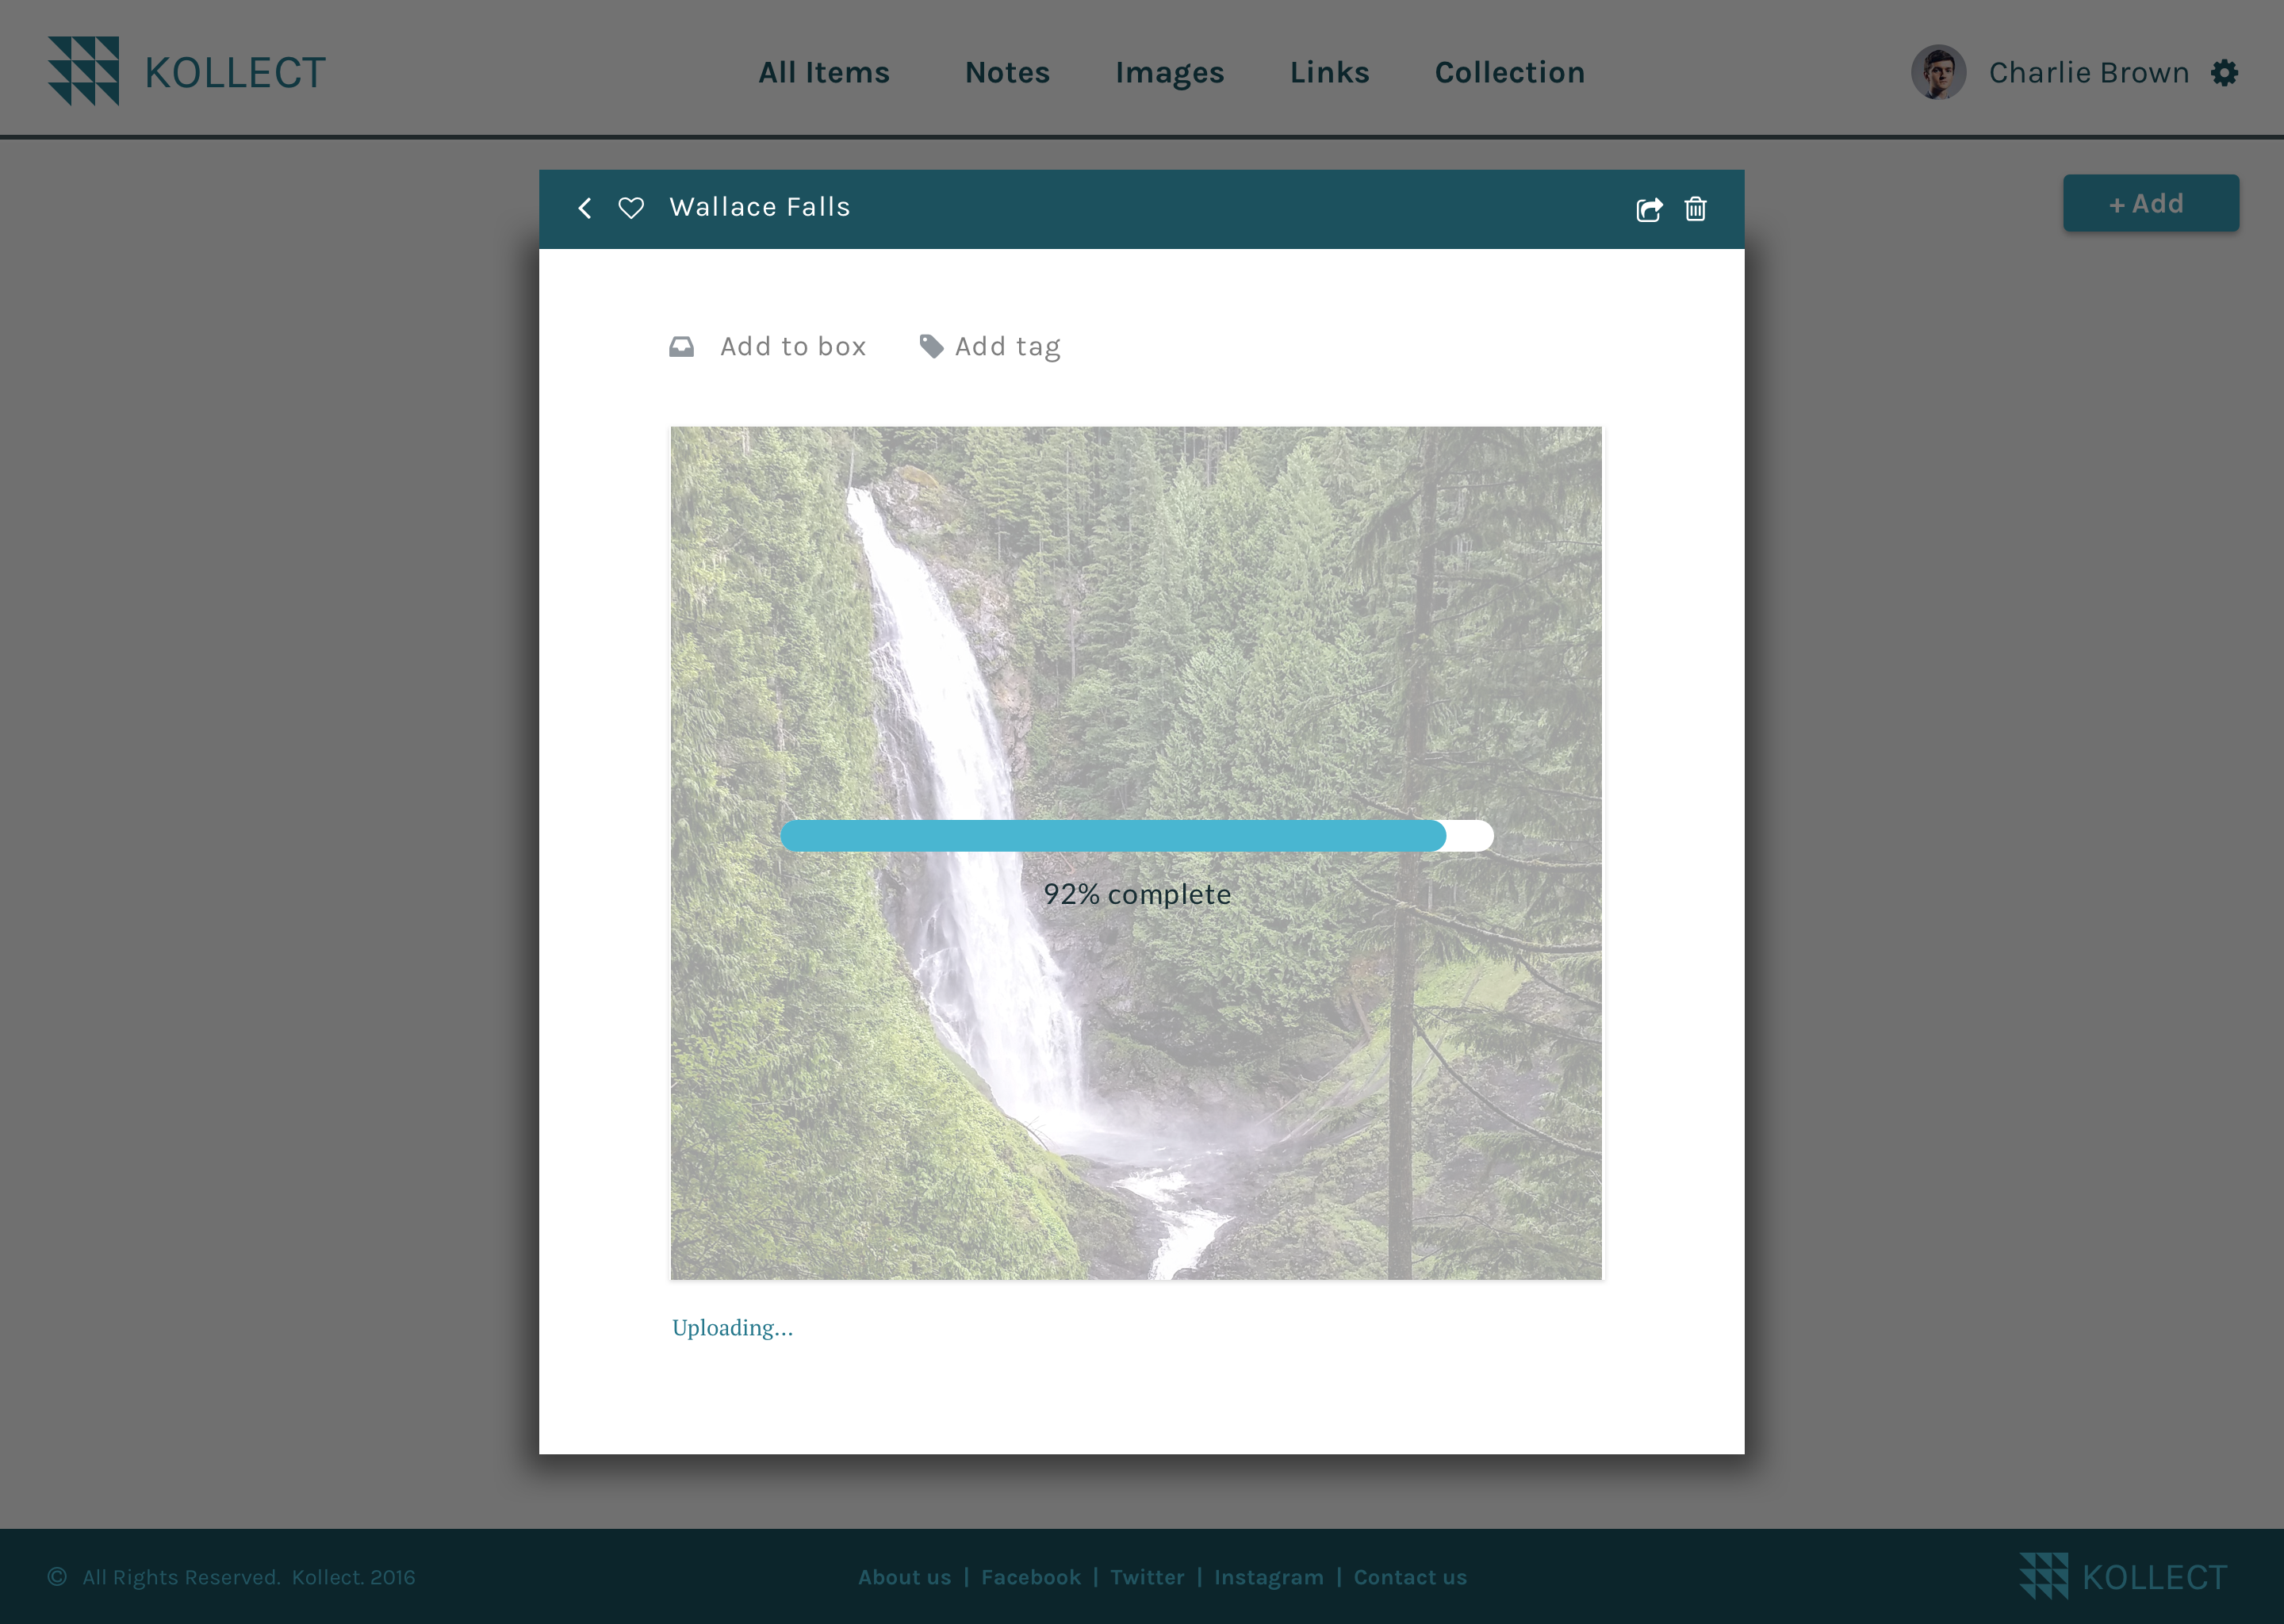 KOLLECT
All Items Notes Images Links Collection
Charlie Brown
+ Add
Wallace Falls
Add to box Add tag
92% complete
Uploading...
© All Rights Reserved. Kollect. 2016
About us | Facebook | Twitter | Instagram | Contact us
KOLLECT